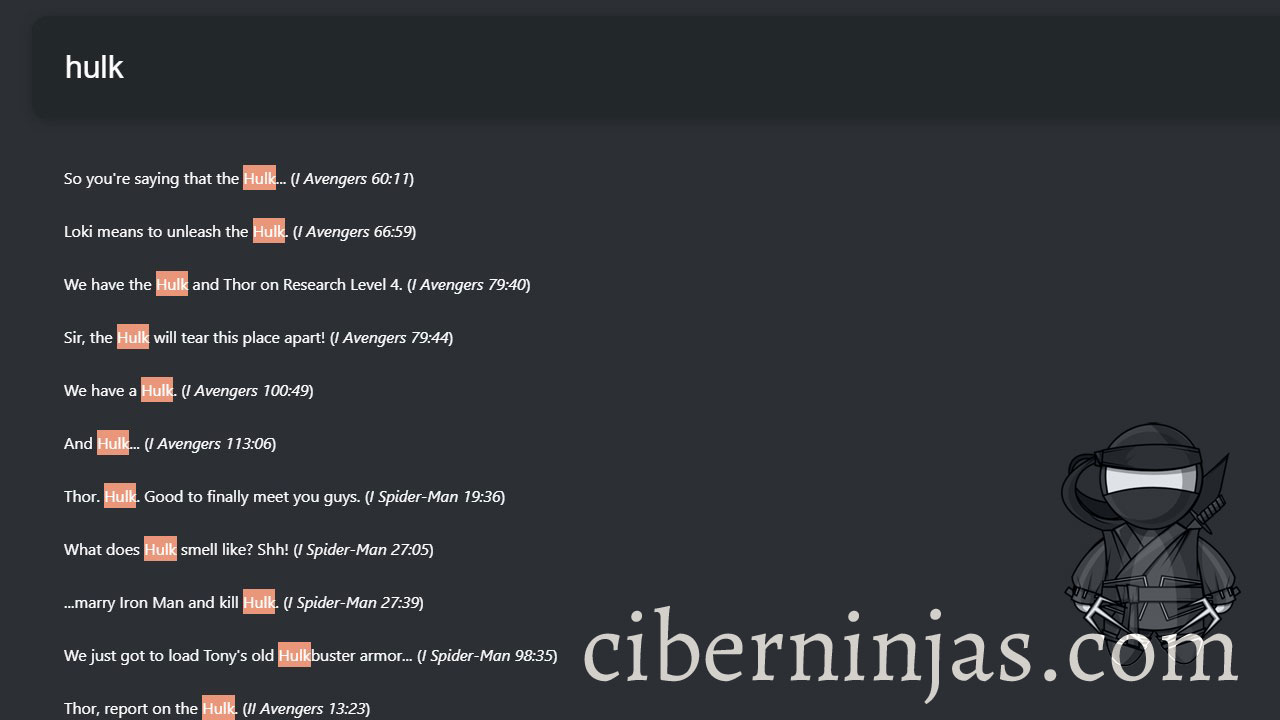 hulk
So you're saying that the Hulk... (I Avengers 60:11)
Loki means to unleash the Hulk. (I Avengers 66:59)
We have the Hulk and Thor on Research Level 4. (I Avengers 79:40)
Sir, the Hulk will tear this place apart! (I Avengers 79:44)
We have a Hulk. (I Avengers 100:49)
And Hulk... (I Avengers 113:06)
Thor. Hulk. Good to finally meet you guys. (I Spider-Man 19:36)
What does Hulk smell like? Shh! (I Spider-Man 27:05)
...marry Iron Man and kill Hulk. (I Spider-Man 27:39)
We just got to load Tony's old Hulkbuster armor... (I Spider-Man 98:35)
Thor, report on the Hulk. (II Avengers 13:23)
ciberninjas.com